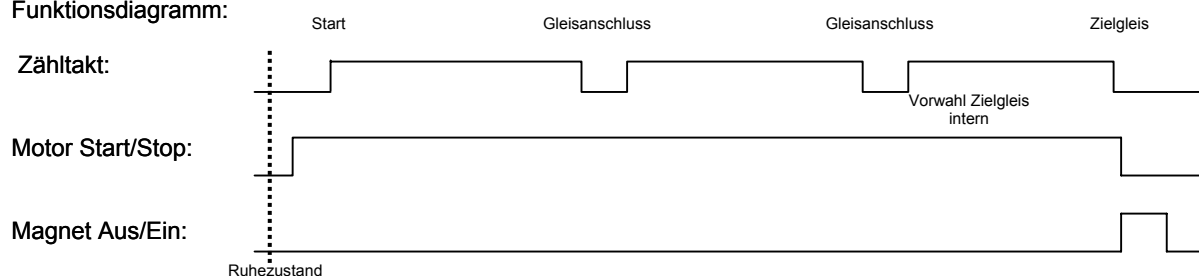 Funktionsdiagramm:
Start
Gleisanschluss
Gleisanschluss
Zielgleis
Zähltakt:
Vorwahl Zielgleis
intern
Motor Start/Stop:
Magnet Aus/Ein:
Ruhezustand